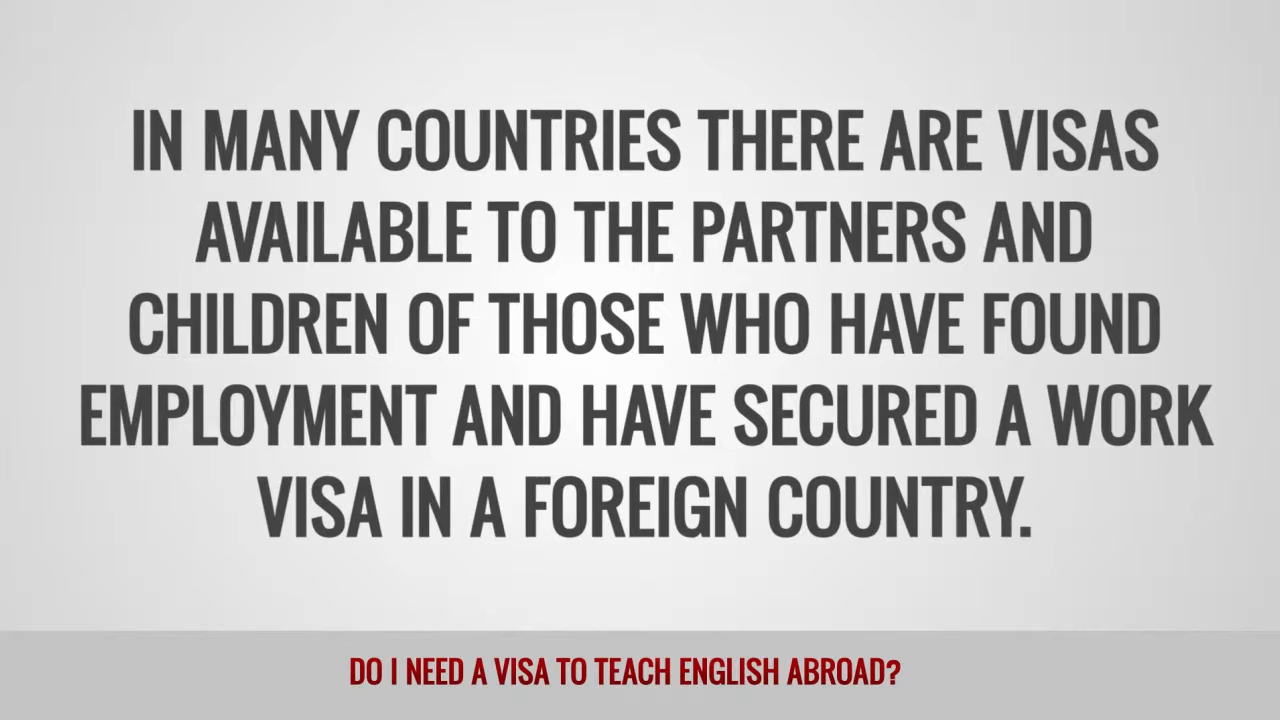 IN MANY COUNTRIES THERE ARE VISAS
AVAILABLE TO THE PARTNERS AND
CHILDREN OF THOSE WHO HAVE FOUND
EMPLOYMENT AND HAVE SECURED A WORK
VISA IN A FOREIGN COUNTRY.
DO I NEED A VISA TO TEACH ENGLISH ABROAD?